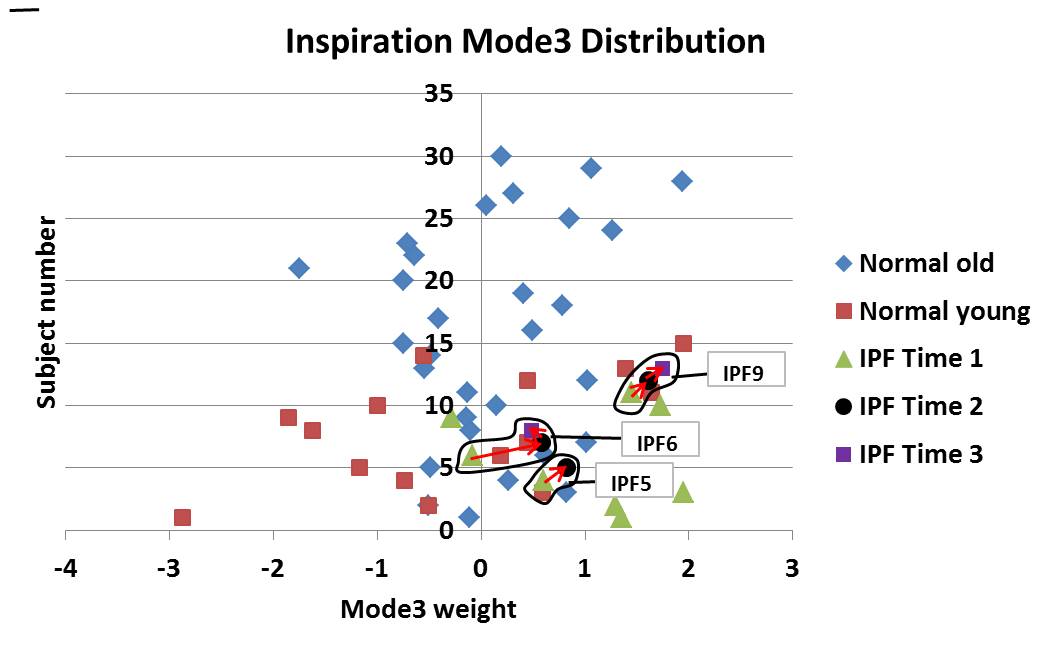 Inspiration Mode3 Distribution
35
30
25
20
15
10
5
0
Subject number
-4 -3 -2 -1 0 1 2 3
Mode3 weight
IPF9
IPF6
IPF5
Normal old
Normal young
IPF Time 1
IPF Time 2
IPF Time 3